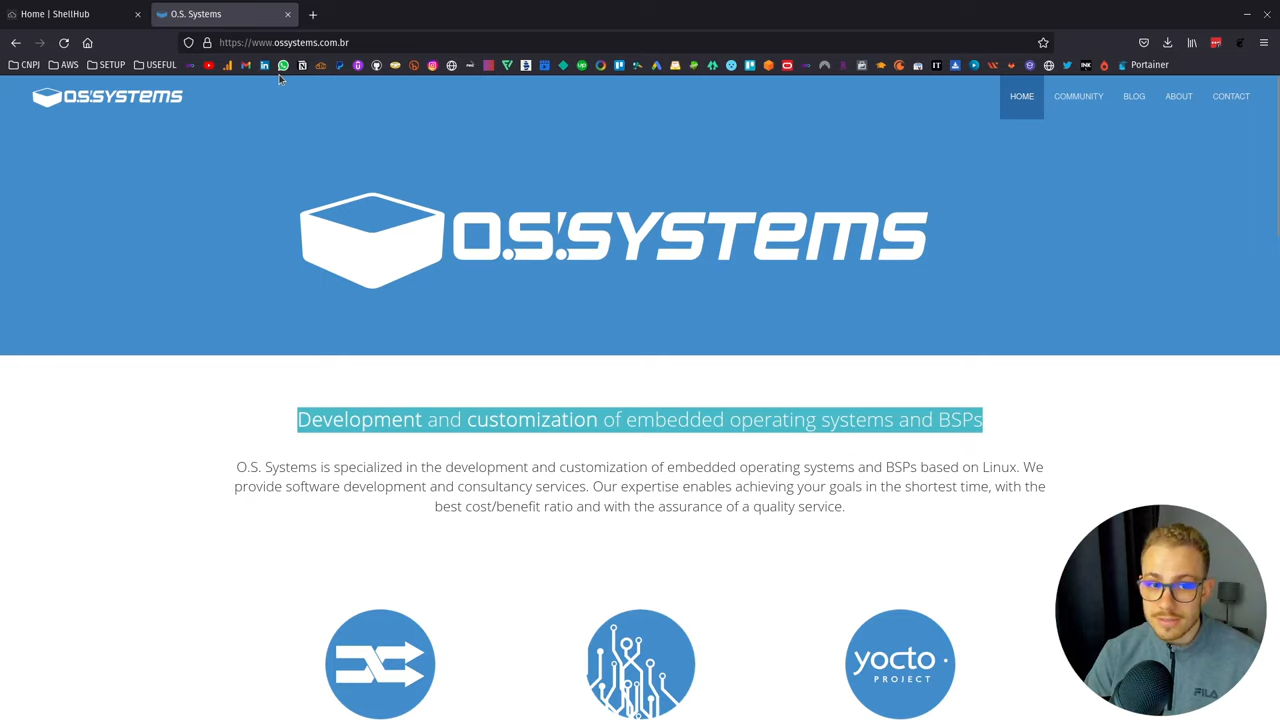 Home | ShellHub
O.S. Systems
https://www.ossystems.com.br
CNPJ AWS SETUP USEFUL Portainer
O.S.SYSTEMS HOME COMMUNITY BLOG ABOUT CONTACT
O.S.SYSTEMS
Development and customization of embedded operating systems and BSPs
O.S. Systems is specialized in the development and customization of embedded operating systems and BSPs based on Linux. We
provide software development and consultancy services. Our expertise enables achieving your goals in the shortest time, with the
best cost/benefit ratio and with the assurance of a quality service.
yocto
PROJECT
FILA